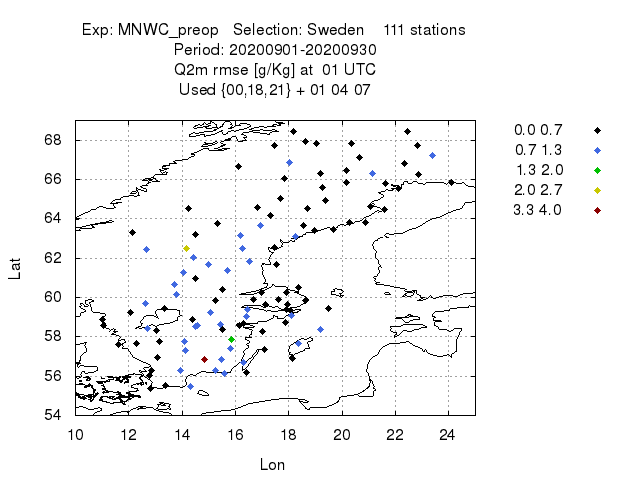 Exp: MNWC_preop Selection: Sweden 111 stations
Period: 20200901-20200930
Q2m rmse [g/Kg] at 01 UTC
Used {00,18,21} + 01 04 07
0.0 0.7
0.7 1.3
1.3 2.0
2.0 2.7
3.3 4.0
Lat
68
66
64
62
60
58
56
54
10 12 14 16 18 20 22 24
Lon